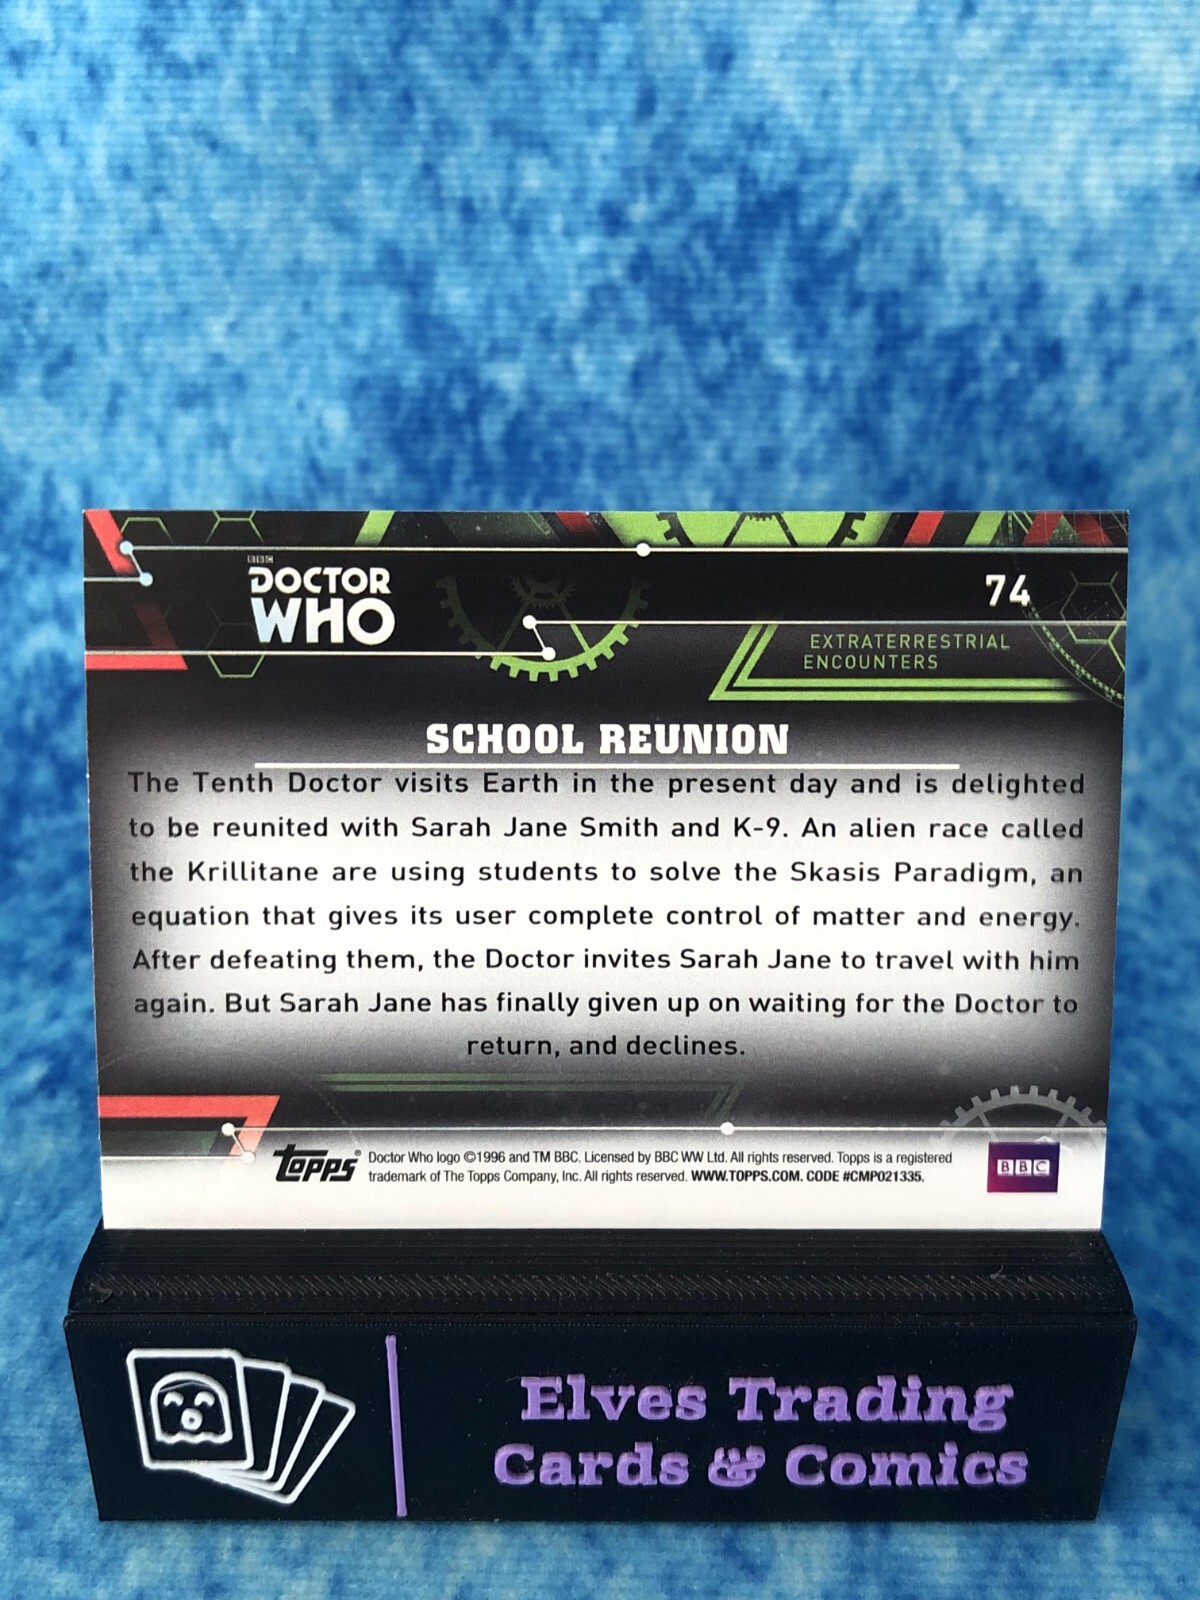 BBC
DOCTOR
WHO
74
EXTRATERRESTRIAL
ENCOUNTERS
SCHOOL REUNION
The Tenth Doctor visits Earth in the present day and is delighted
to be reunited with Sarah Jane Smith and K-9. An alien race called
the Krillitane are using students to solve the Skasis Paradigm, an
equation that gives its user complete control of matter and energy.
After defeating them, the Doctor invites Sarah Jane to travel with him
again. But Sarah Jane has finally given up on waiting for the Doctor to
return, and declines.
Topps® Doctor Who logo ©1996 and TM BBC. Licensed by BBC WW Ltd. All rights reserved. Topps is a registered
trademark of The Topps Company, Inc. All rights reserved. WWW.TOPPS.COM. CODE #CMP021335.
BBC
Elves Trading
Cards & Comics